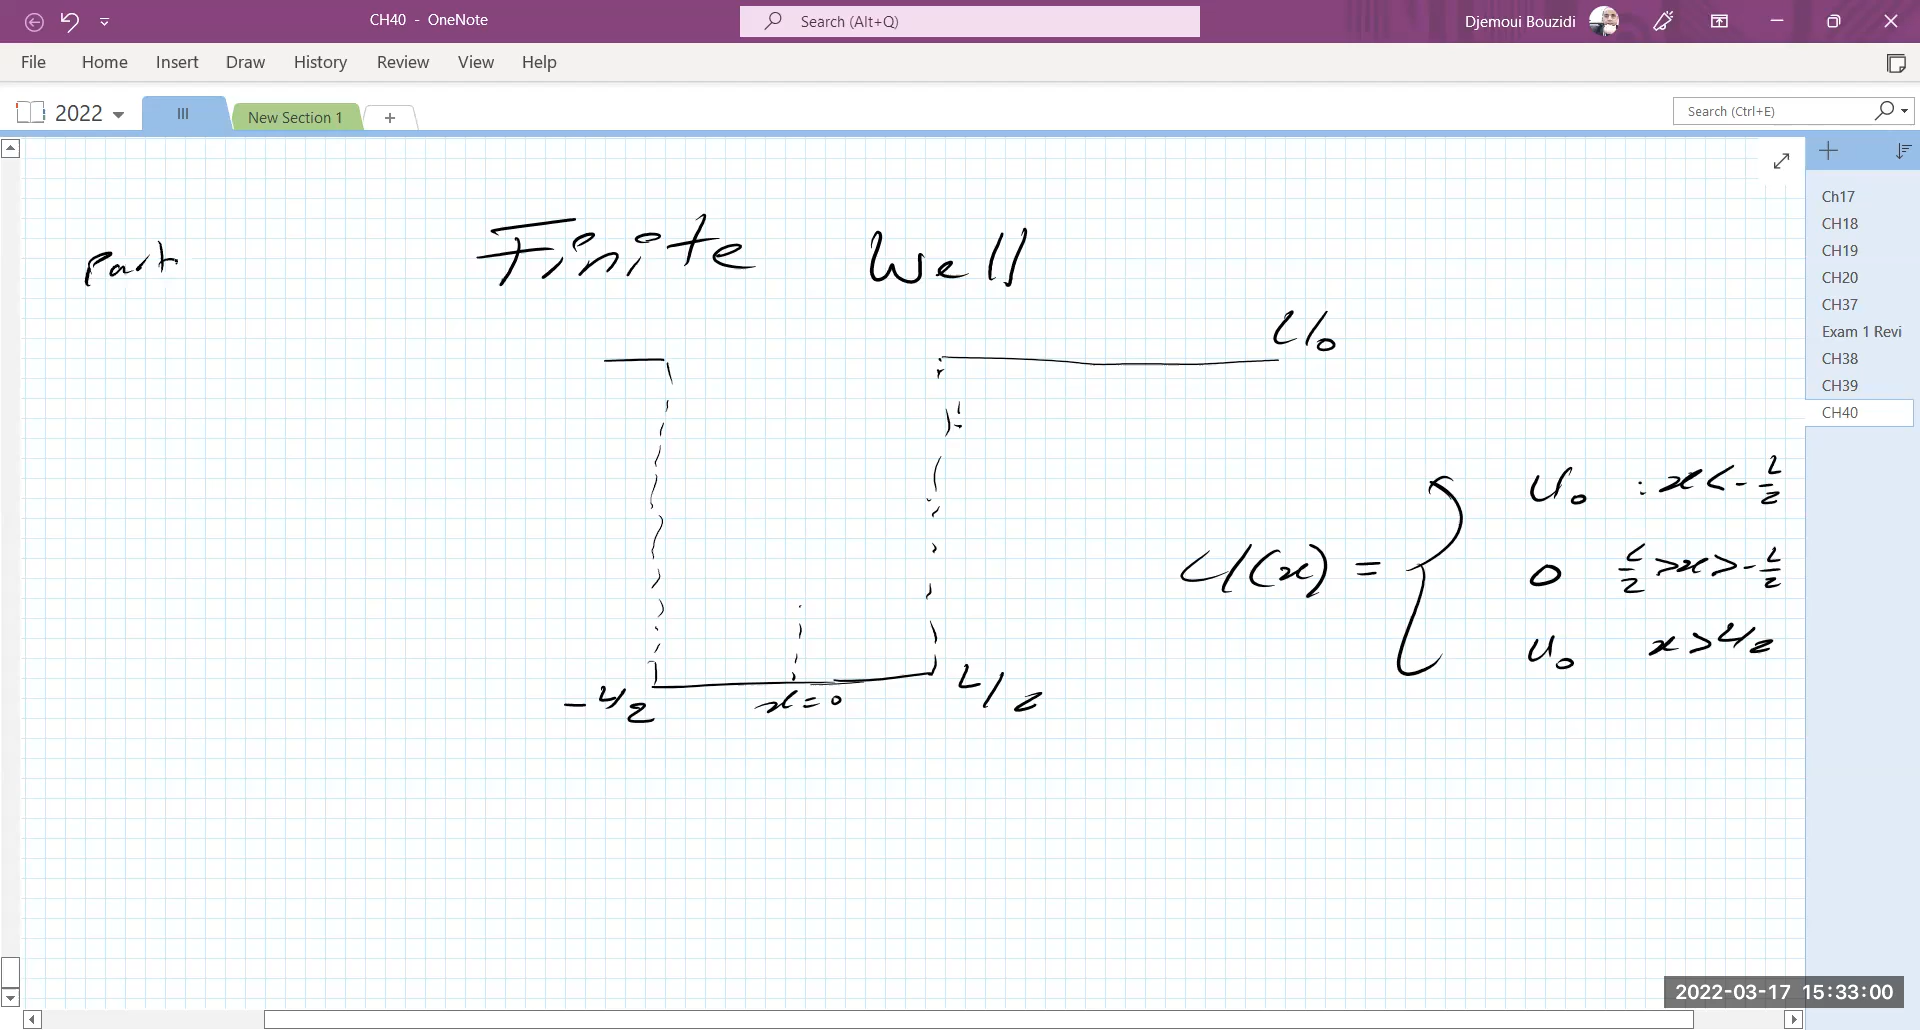 CH40 - OneNote
Search (Alt+Q)
Djemoui Bouzidi
File Home Insert Draw History Review View Help
2022
III
New Section 1
+
Search (Ctrl+E)
Ch17
CH18
CH19
CH20
CH37
Exam 1 Revi
CH38
CH39
CH40
Part
Finite Well
U₀
U(x) =
U₀ : x < -L/2
0 L/2 > x > -L/2
U₀ x > L/2
-L/2
x = 0
L/2
2022-03-17 15:33:00